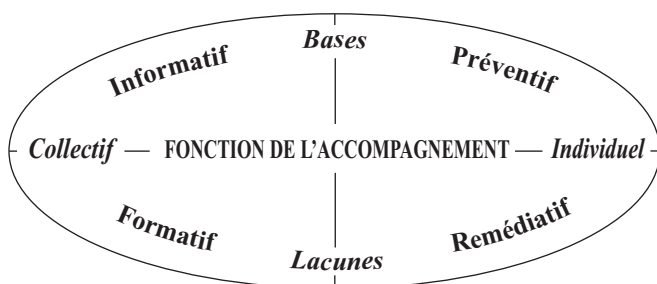 Bases
Informatif
Préventif
Collectif
FONCTION DE L'ACCOMPAGNEMENT
Individuel
Formatif
Remédiatif
Lacunes